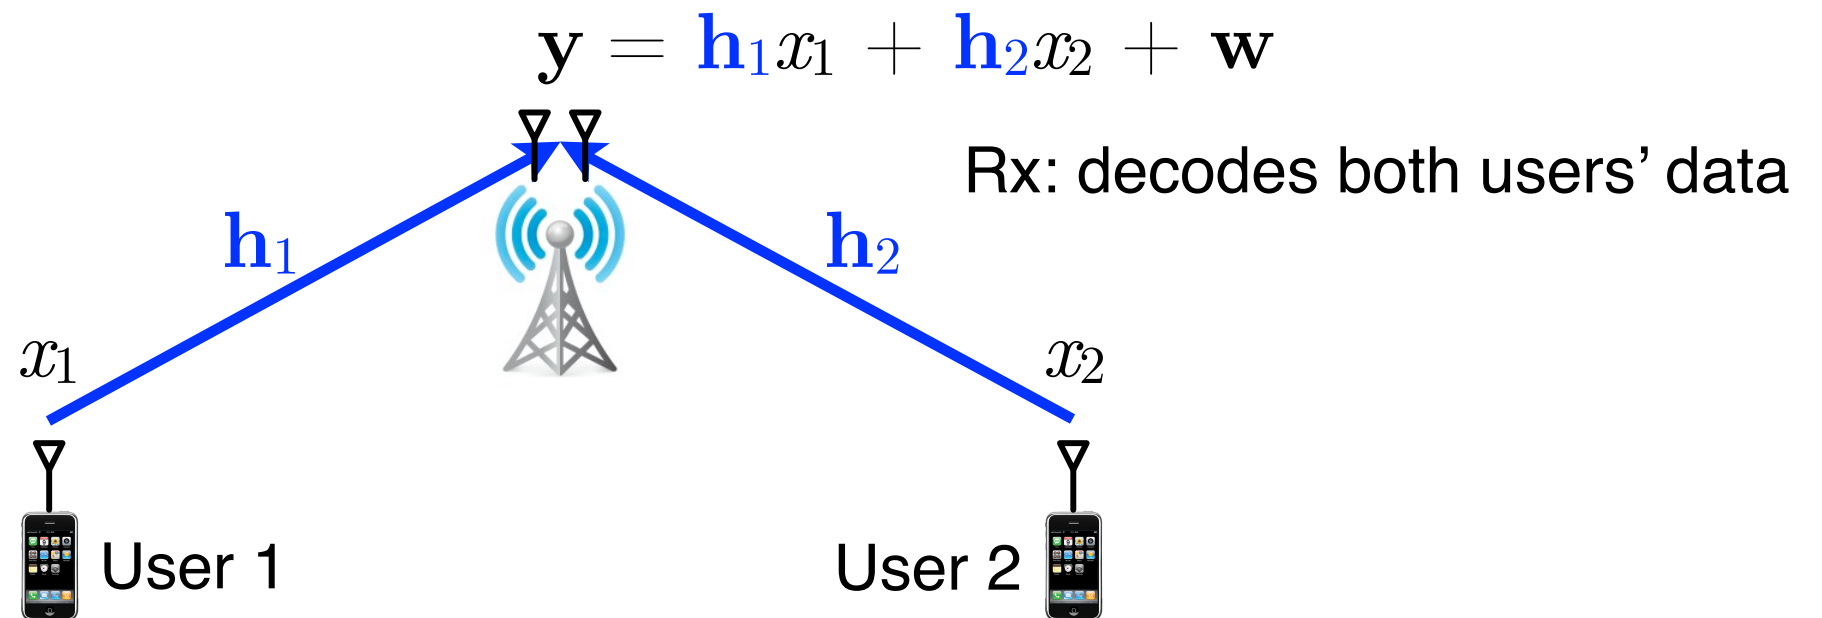 y = h₁x₁ + h₂x₂ + w
Rx: decodes both users’ data
h₁
h₂
x₁
x₂
User 1
User 2